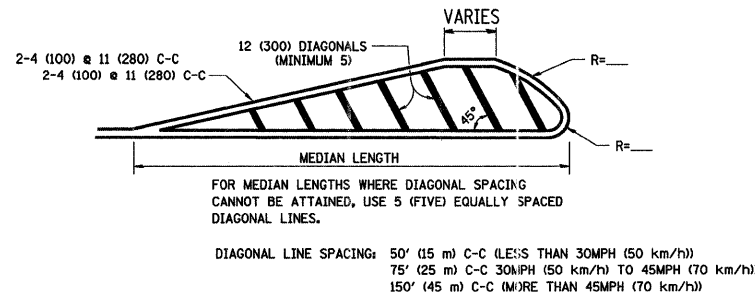 VARIES
12 (300) DIAGONALS
(MINIMUM 5)
2-4 (100) @ 11 (280) C-C
2-4 (100) @ 11 (280) C-C
R=___
45°
R=___
MEDIAN LENGTH
FOR MEDIAN LENGTHS WHERE DIAGONAL SPACING
CANNOT BE ATTAINED, USE 5 (FIVE) EQUALLY SPACED
DIAGONAL LINES.
DIAGONAL LINE SPACING: 50' (15 m) C-C (LESS THAN 30MPH (50 km/h))
75' (25 m) C-C 30MPH (50 km/h) TO 45MPH (70 km/h)
150' (45 m) C-C (MORE THAN 45MPH (70 km/h))